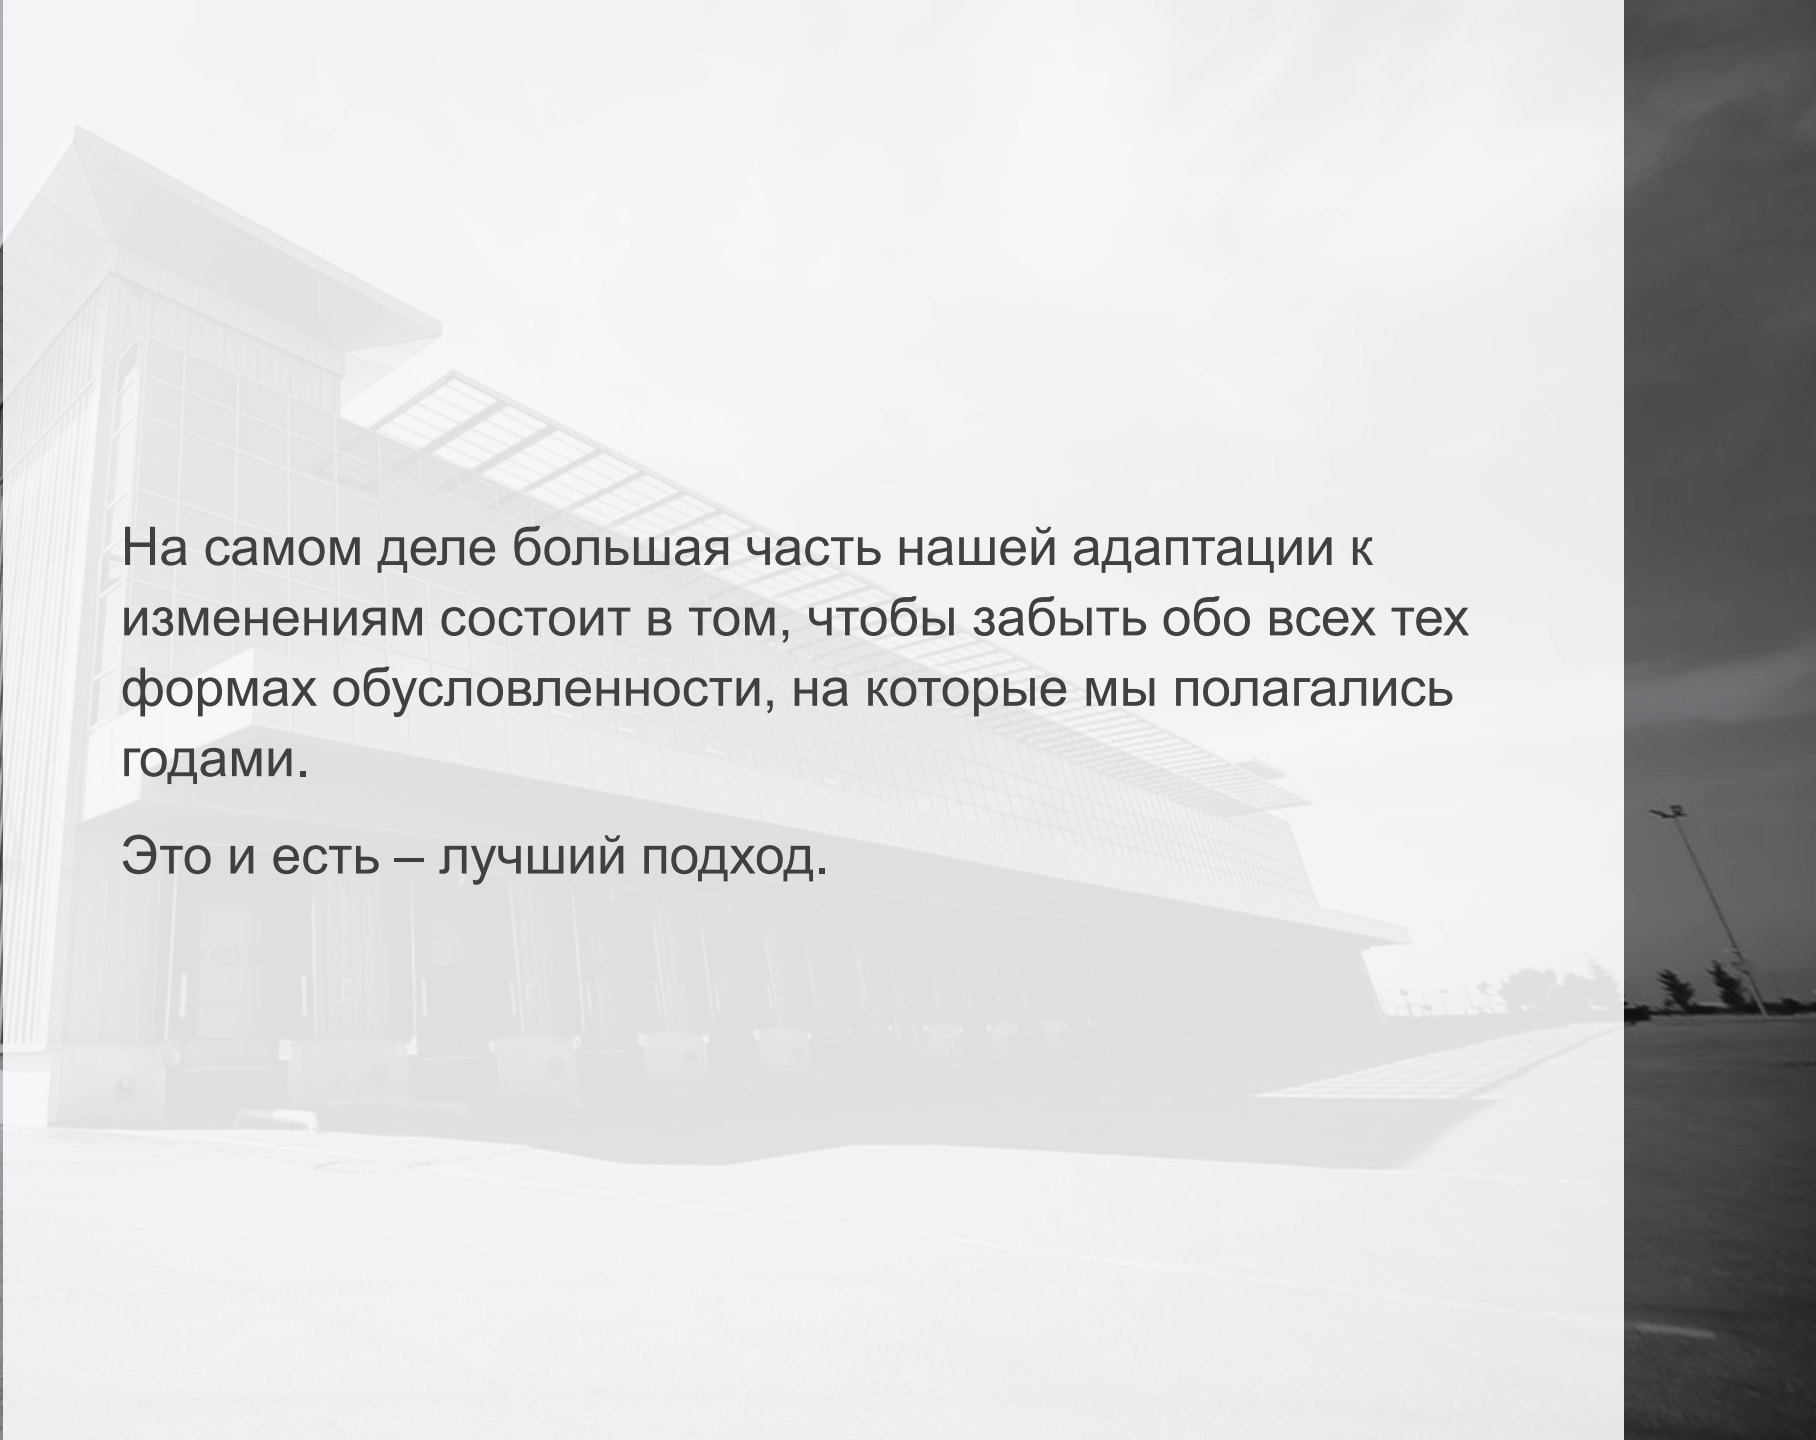 На самом деле большая часть нашей адаптации к
изменениям состоит в том, чтобы забыть обо всех тех
формах обусловленности, на которые мы полагались
годами.
Это и есть – лучший подход.